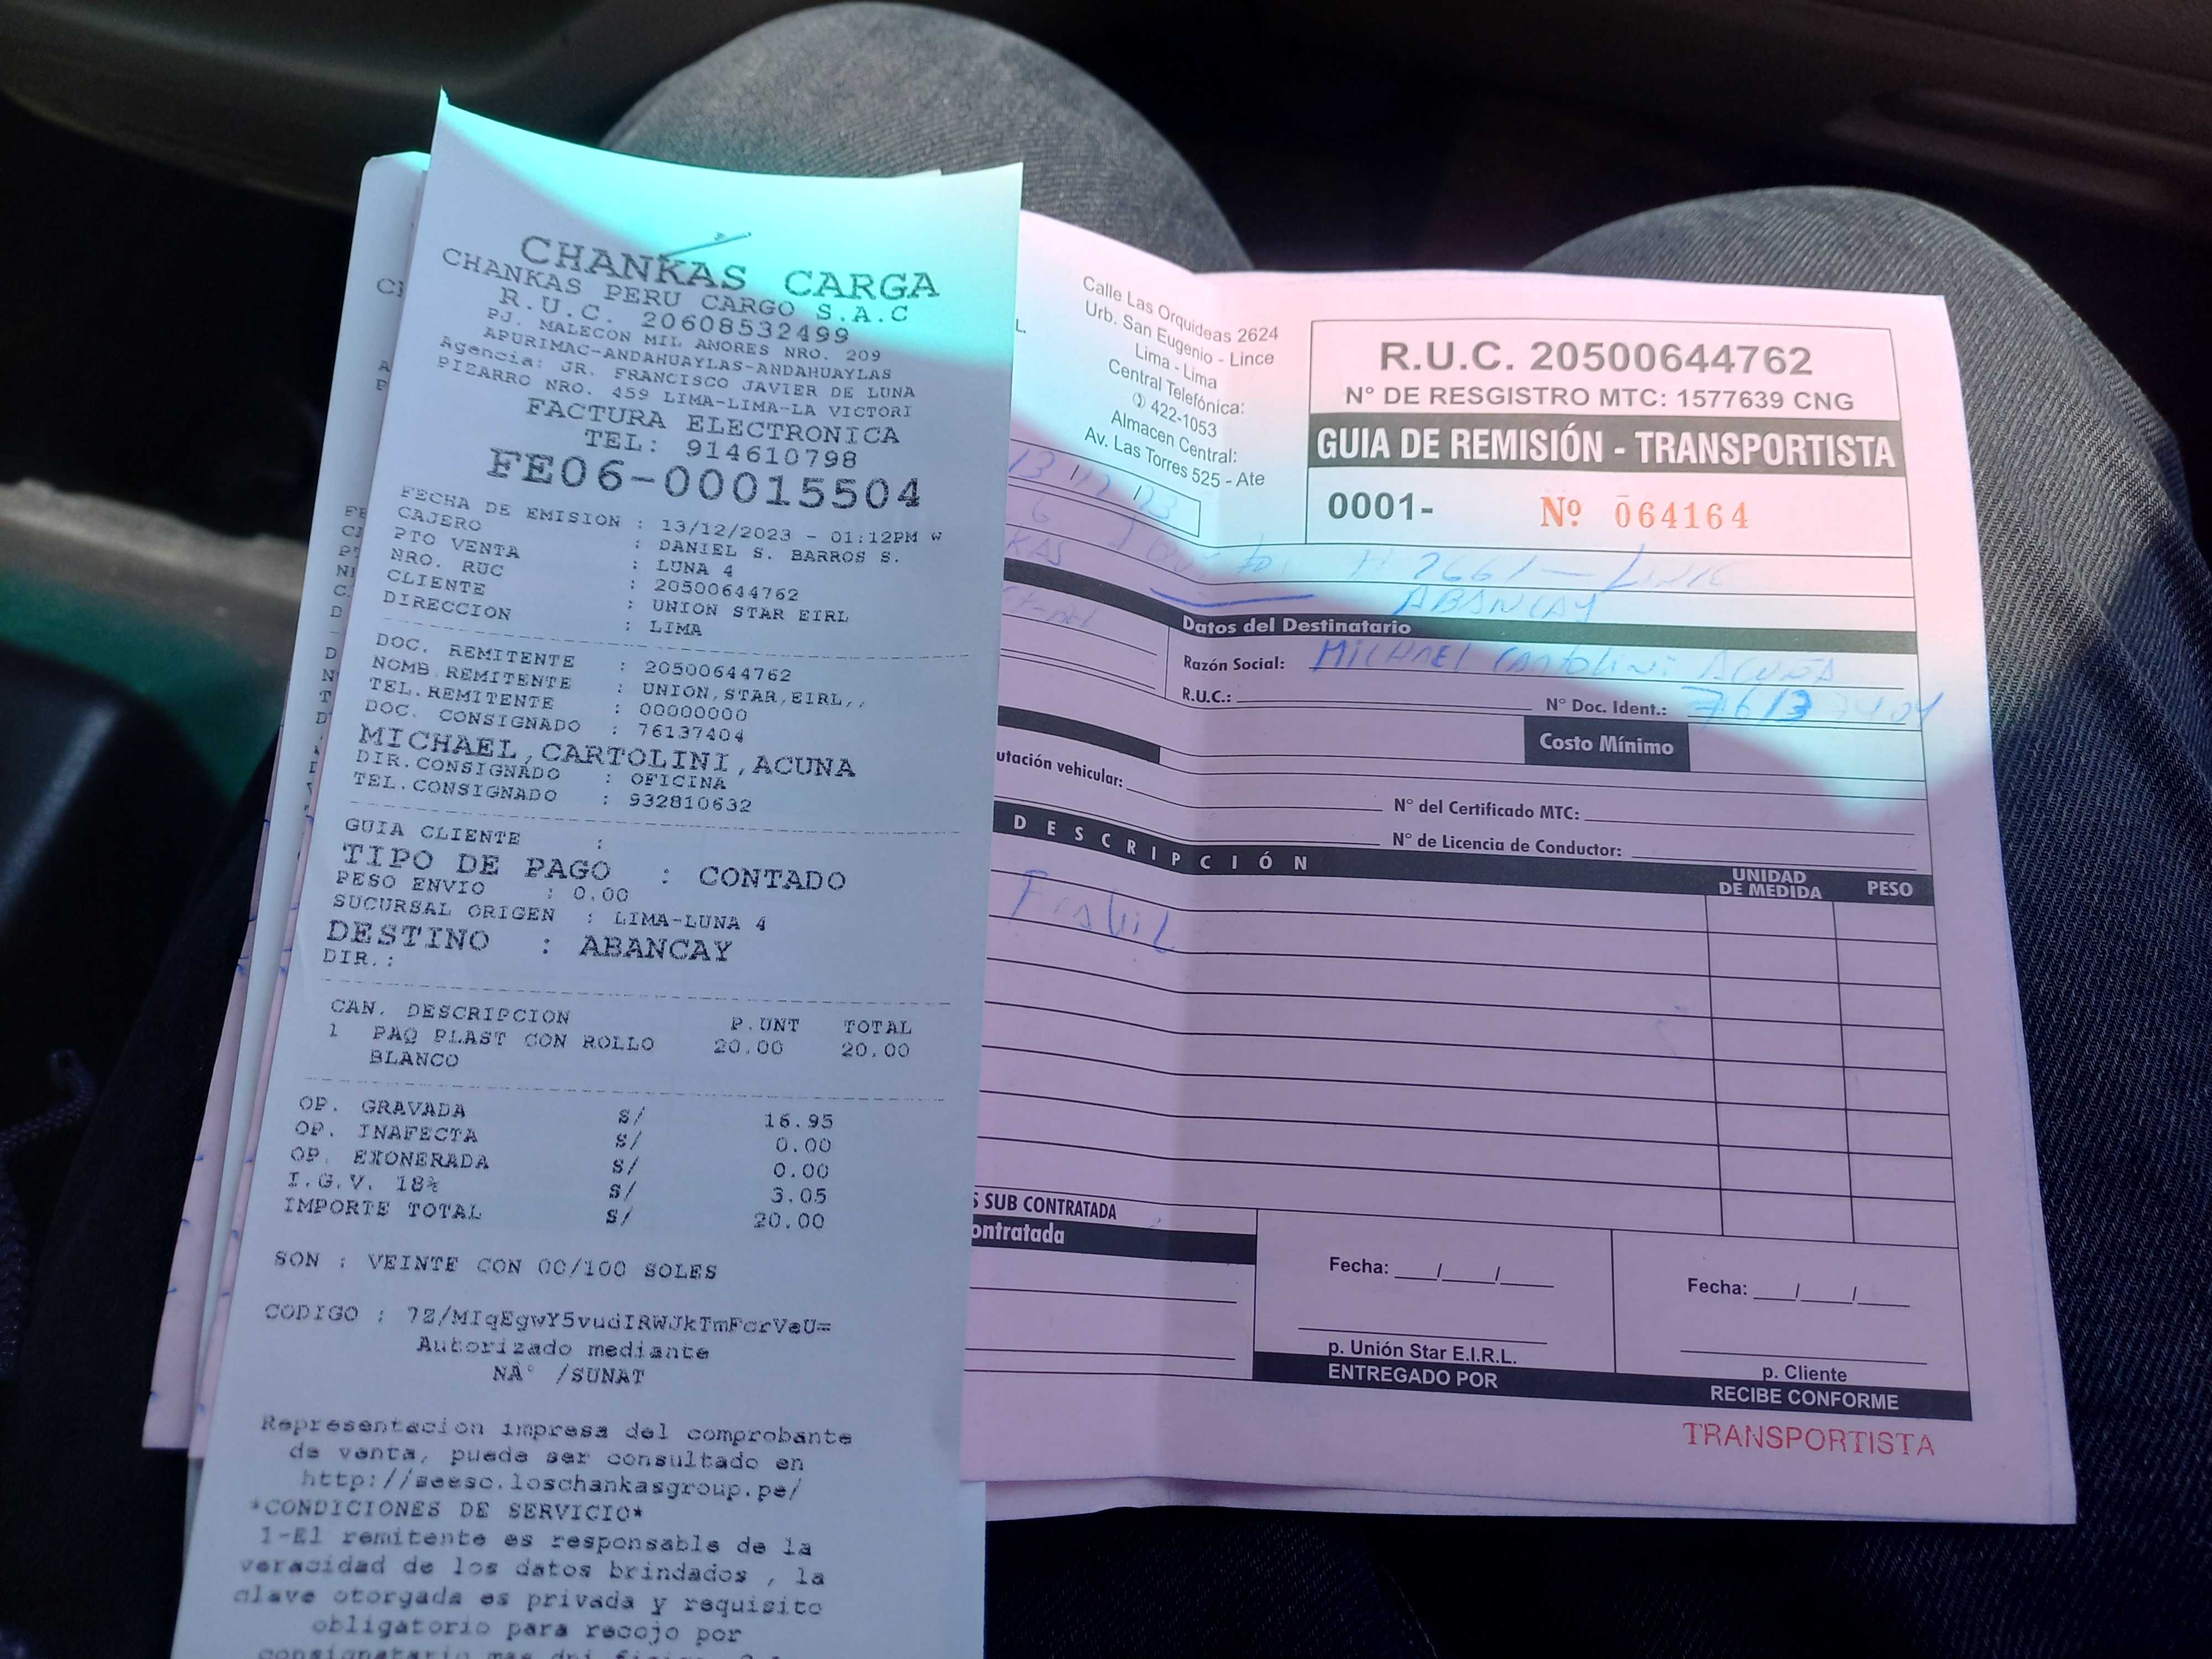 CHANKAS CARGA
CHANKAS PERU CARGO S.A.C
R.U.C. 20608532499
PJ. MALECON MIL AMORES NRO. 209
APURIMAC-ANDAHUAYLAS-ANDAHUAYLAS
Agencia: JR. FRANCISCO JAVIER DE LUNA
PIZARRO NRO. 459 LIMA-LIMA-LA VICTORI
FACTURA ELECTRONICA
TEL: 914610798
FE06-00015504
FECHA DE EMISION : 13/12/2023 - 01:12PM W
CAJERO : DANIEL S. BARROS S.
PTO VENTA : LUNA 4
NRO. RUC : 20500644762
CLIENTE : UNION STAR EIRL
DIRECCION : LIMA
DOC. REMITENTE : 20500644762
NOMB.REMITENTE : UNION,STAR,EIRL,,
TEL.REMITENTE : 00000000
DOC. CONSIGNADO : 76137404
MICHAEL,CARTOLINI,ACUNA
DIR.CONSIGNADO : OFICINA
TEL.CONSIGNADO : 932810632
GUIA CLIENTE :
TIPO DE PAGO : CONTADO
PESO ENVIO : 0.00
SUCURSAL ORIGEN : LIMA-LUNA 4
DESTINO : ABANCAY
DIR.:
CAN. DESCRIPCION P.UNT TOTAL
1 PAQ PLAST CON ROLLO 20.00 20.00
BLANCO
OP. GRAVADA S/ 16.95
OP. INAFECTA S/ 0.00
OP. EXONERADA S/ 0.00
I.G.V. 18% S/ 3.05
IMPORTE TOTAL S/ 20.00
SON : VEINTE CON 00/100 SOLES
CODIGO : 7Z/MIqEgwY5vudIRWJkTmFcrVeU=
Autorizado mediante
NÂ° /SUNAT
Representacion impresa del comprobante
de venta, puede ser consultado en
http://seesc.loschankasgroup.pe/
*CONDICIONES DE SERVICIO*
1-El remitente es responsable de la
veracidad de los datos brindados , la
clave otorgada es privada y requisito
obligatorio para recojo por
Calle Las Orquideas 2624
Urb. San Eugenio - Lince
Lima - Lima
Central Telefónica:
422-1053
Almacen Central:
Av. Las Torres 525 - Ate
R.U.C. 20500644762
N° DE RESGISTRO MTC: 1577639 CNG
GUIA DE REMISIÓN - TRANSPORTISTA
0001- Nº 064164
13/12/23
ABANCAY
Datos del Destinatario
Razón Social: MICHAEL Cartolini ACUÑA
R.U.C.: N° Doc. Ident.: 76137404
Costo Mínimo
utación vehicular: N° del Certificado MTC:
N° de Licencia de Conductor:
DESCRIPCIÓN UNIDAD DE MEDIDA PESO
S SUB CONTRATADA
ontratada
Fecha: / / Fecha: / /
p. Unión Star E.I.R.L. p. Cliente
ENTREGADO POR RECIBE CONFORME
TRANSPORTISTA